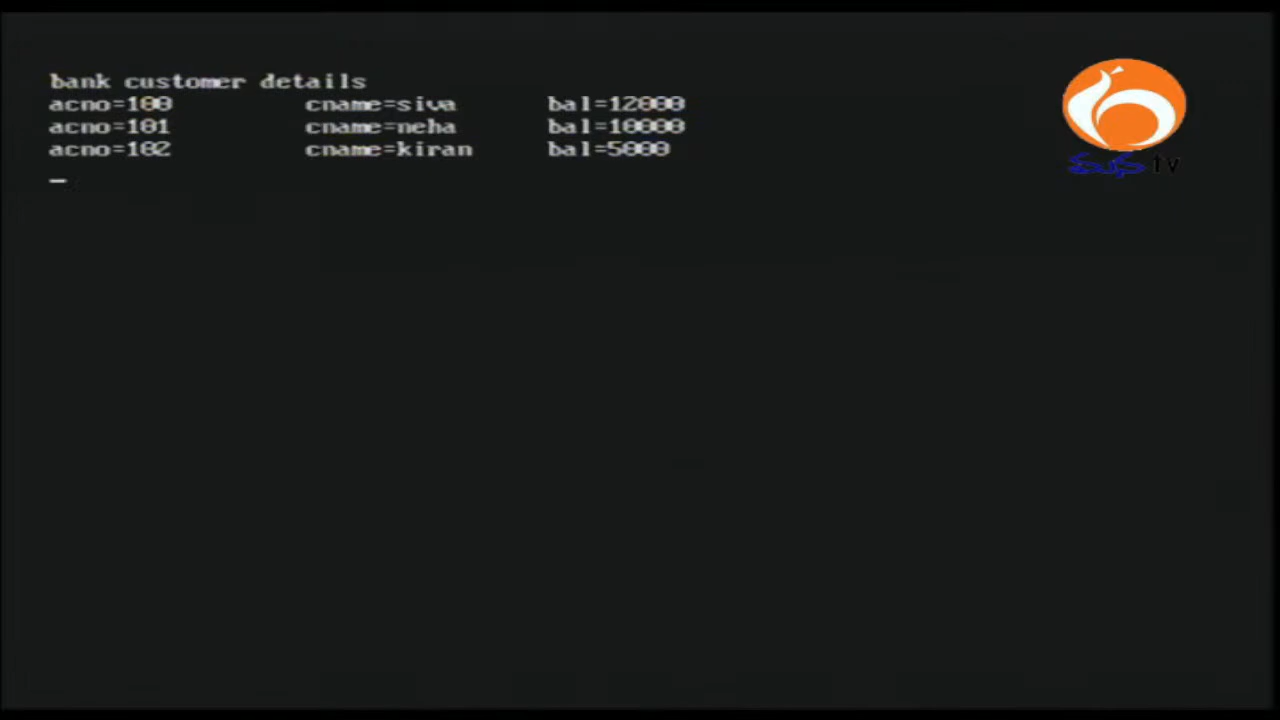 bank customer details
acno=100 cname=siva bal=12000
acno=101 cname=neha bal=10000
acno=102 cname=kiran bal=5000
tv